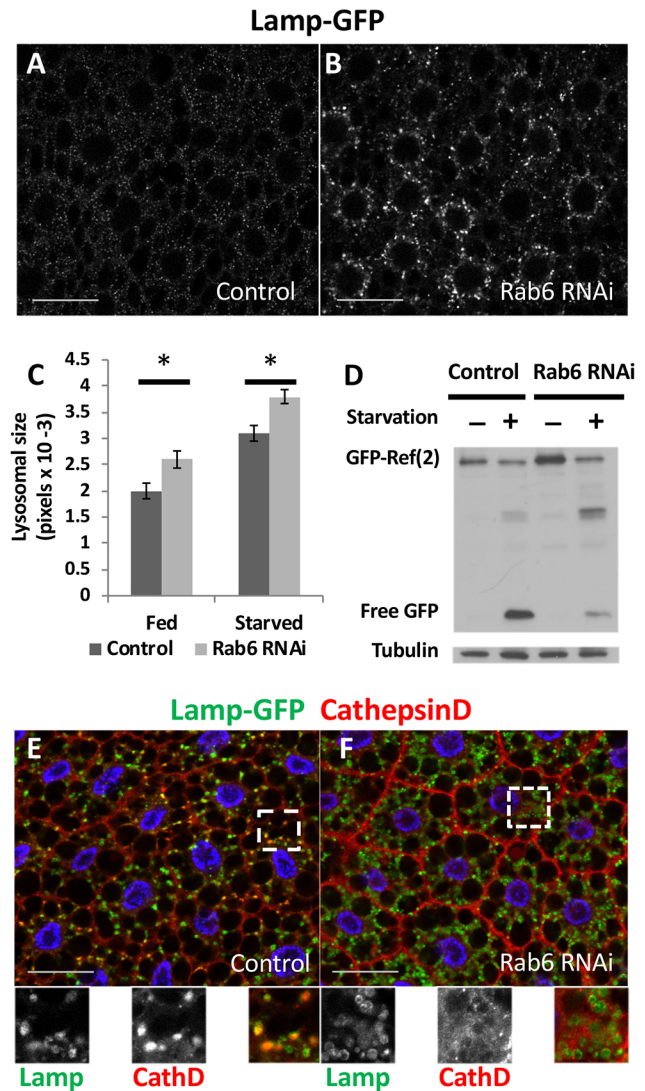 Lamp-GFP
A
B
Control
Rab6 RNAi
C
Lysosomal size
(pixels x 10 -3)
4.5
4
3.5
3
2.5
2
1.5
1
0.5
0
*
*
Fed
Starved
Control
Rab6 RNAi
D
Control
Rab6 RNAi
Starvation
– + – +
GFP-Ref(2)
Free GFP
Tubulin
Lamp-GFP CathepsinD
E
F
Control
Rab6 RNAi
Lamp
CathD
Lamp
CathD